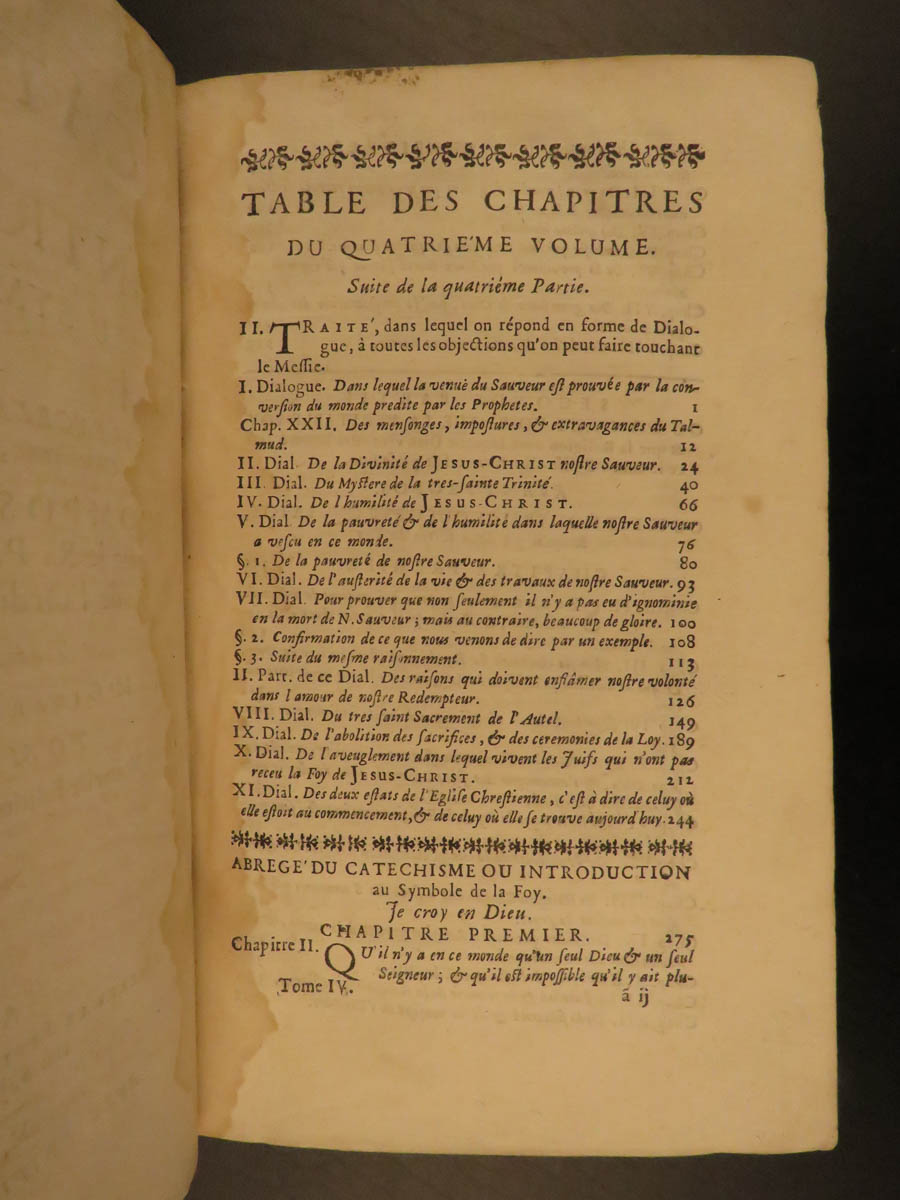 TABLE DES CHAPITRES
DU QUATRIE'ME VOLUME.
Suite de la quatriéme Partie.
II. TRAITE', dans lequel on répond en forme de Dialo-
gue, à toutes les objections qu'on peut faire touchant
le Messie.
I. Dialogue. Dans lequel la venuë du Sauveur est prouvée par la con-
version du monde predite par les Prophetes. 1
Chap. XXII. Des mensonges, impostures, & extravagances du Tal-
mud. 12
II. Dial. De la Divinité de JESUS-CHRIST nostre Sauveur. 24
III. Dial. Du Mystere de la tres-sainte Trinité. 40
IV. Dial. De l'humilité de JESUS-CHRIST. 66
V. Dial De la pauvreté & de l'humilité dans laquelle nostre Sauveur
a vescu en ce monde. 76
§. 1. De la pauvreté de nostre Sauveur. 80
VI. Dial. De l'austerité de la vie & des travaux de nostre Sauveur. 93
VII. Dial. Pour prouver que non seulement il n'y a pas eu d'ignominie
en la mort de N. Sauveur ; mais au contraire, beaucoup de gloire. 100
§. 2. Confirmation de ce que nous venons de dire par un exemple. 108
§. 3. Suite du mesme raisonnement. 113
II. Part. de ce Dial. Des raisons qui doivent enflâmer nostre volonté
dans l amour de nostre Redempteur. 126
VIII. Dial. Du tres saint Sacrement de l'Autel. 149
IX. Dial. De l'abolition des sacrifices, & des ceremonies de la Loy. 189
X. Dial. De l'aveuglement dans lequel vivent les Juifs qui n'ont pas
receu la Foy de JESUS-CHRIST. 212
XI. Dial. Des deux estats de l'Eglise Chrestienne, c'est à dire de celuy où
elle estoit au commencement, & de celuy où elle se trouve aujourd huy. 244
ABREGE' DU CATECHISME OU INTRODUCTION
au Symbole de la Foy.
Je croy en Dieu.
CHAPITRE PREMIER. 275
Chapitre II. QU'il n'y a en ce monde qu'un seul Dieu & un seul
Seigneur ; & qu'il est impossible qu'il y ait plu-
Tome IV. ã ij